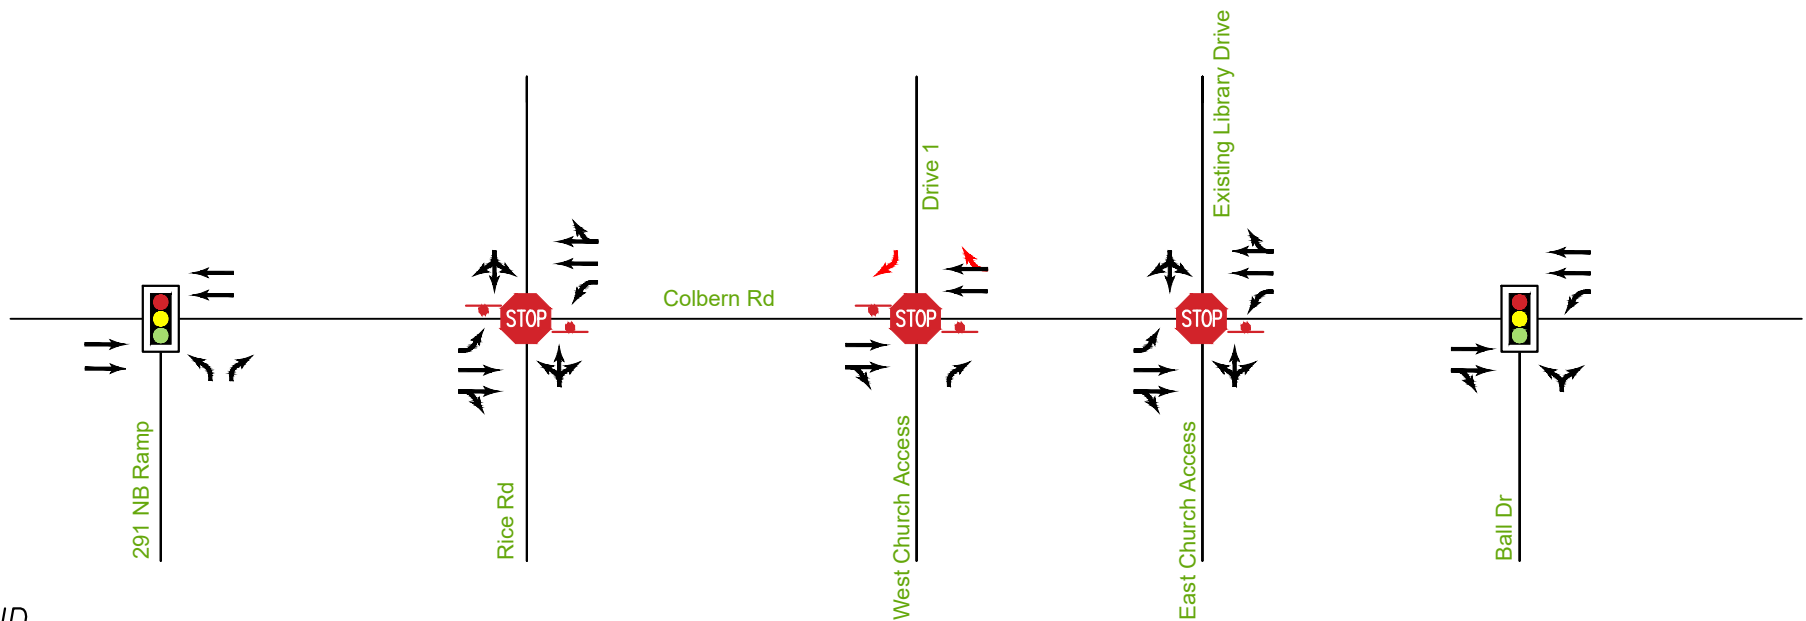 Existing Library Drive
Drive 1
Colbern Rd
STOP
STOP
STOP
291 NB Ramp
Rice Rd
West Church Access
East Church Access
Ball Dr